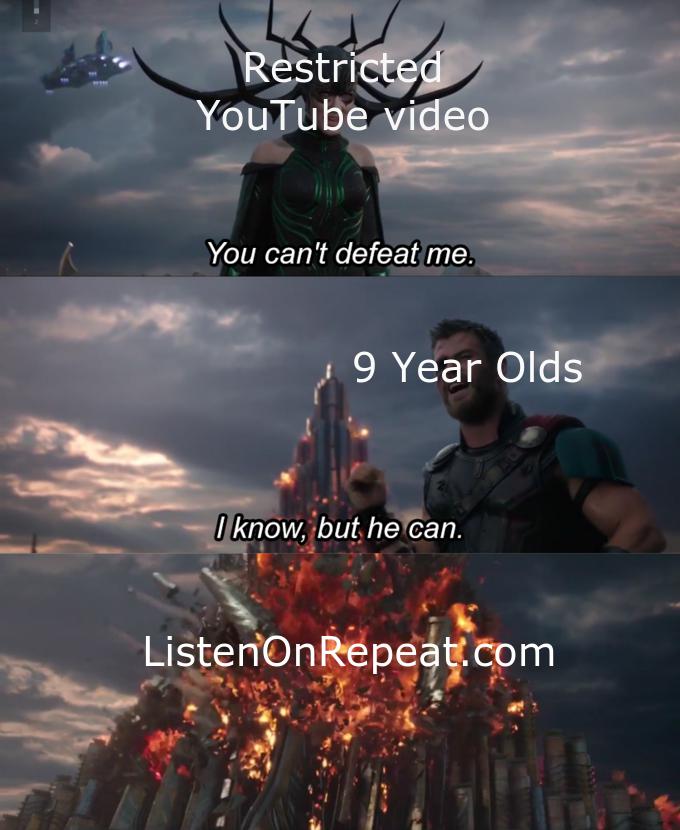 Restricted
YouTube video
You can't defeat me.
9 Year Olds
I know, but he can.
ListenOnRepeat.com